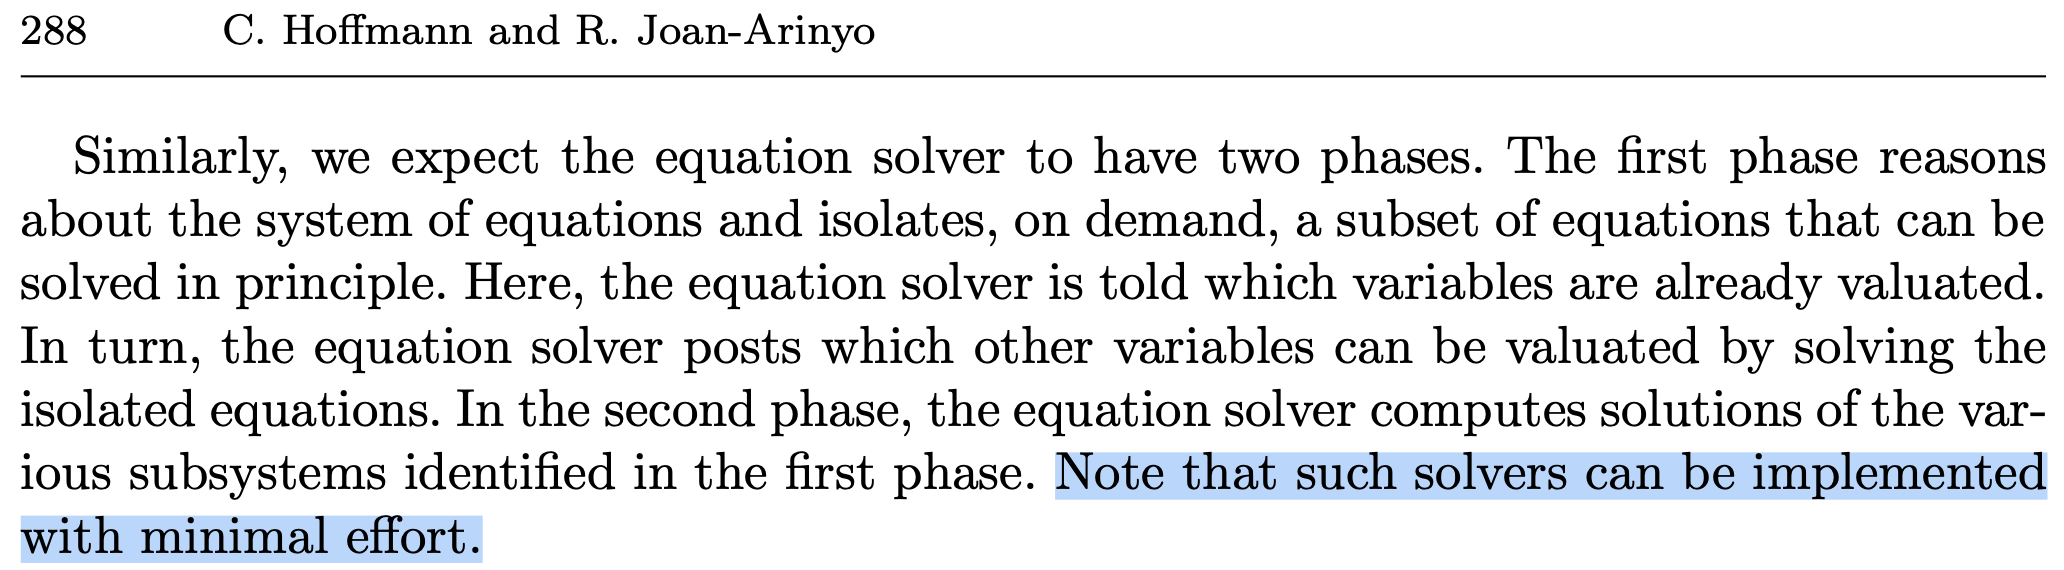 288 C. Hoffmann and R. Joan-Arinyo
Similarly, we expect the equation solver to have two phases. The first phase reasons
about the system of equations and isolates, on demand, a subset of equations that can be
solved in principle. Here, the equation solver is told which variables are already valuated.
In turn, the equation solver posts which other variables can be valuated by solving the
isolated equations. In the second phase, the equation solver computes solutions of the var-
ious subsystems identified in the first phase. Note that such solvers can be implemented
with minimal effort.